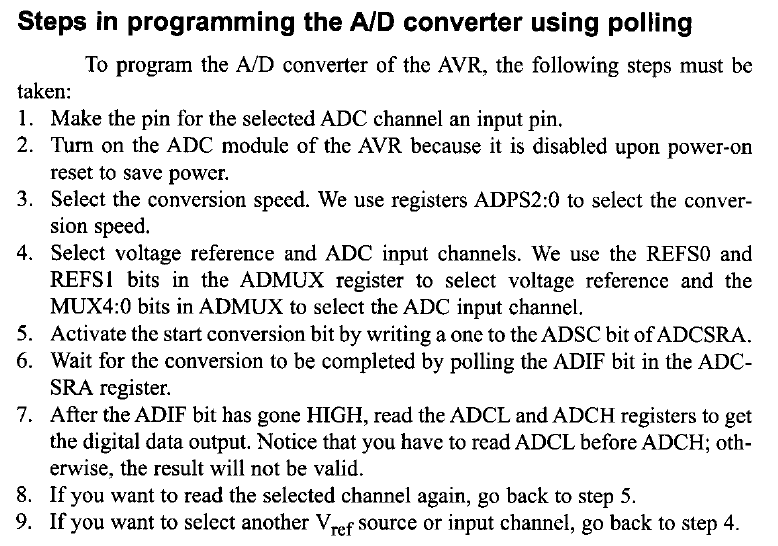 Steps in programming the A/D converter using polling
To program the A/D converter of the AVR, the following steps must be
taken:
1. Make the pin for the selected ADC channel an input pin.
2. Turn on the ADC module of the AVR because it is disabled upon power-on
reset to save power.
3. Select the conversion speed. We use registers ADPS2:0 to select the conver-
sion speed.
4. Select voltage reference and ADC input channels. We use the REFS0 and
REFS1 bits in the ADMUX register to select voltage reference and the
MUX4:0 bits in ADMUX to select the ADC input channel.
5. Activate the start conversion bit by writing a one to the ADSC bit of ADCSRA.
6. Wait for the conversion to be completed by polling the ADIF bit in the ADC-
SRA register.
7. After the ADIF bit has gone HIGH, read the ADCL and ADCH registers to get
the digital data output. Notice that you have to read ADCL before ADCH; oth-
erwise, the result will not be valid.
8. If you want to read the selected channel again, go back to step 5.
9. If you want to select another Vref source or input channel, go back to step 4.